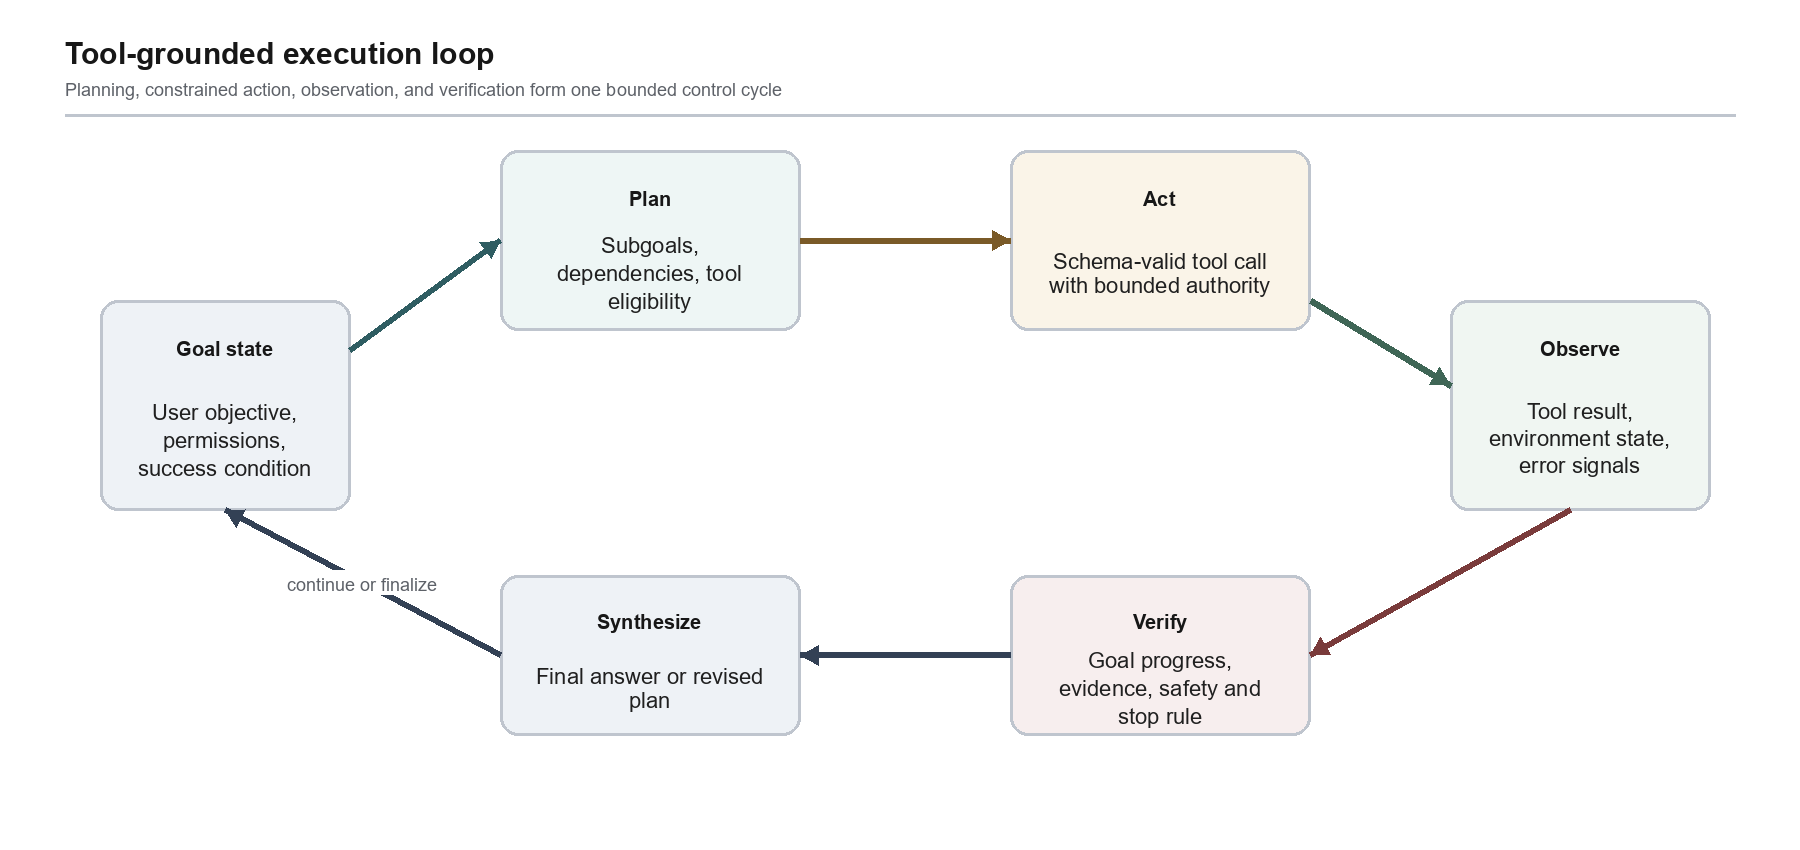 Tool-grounded execution loop
Planning, constrained action, observation, and verification form one bounded control cycle
Plan
Subgoals,
dependencies, tool
eligibility
Act
Schema-valid tool call
with bounded authority
Goal state
User objective,
permissions,
success condition
Observe
Tool result,
environment state,
error signals
continue or finalize
Synthesize
Final answer or revised
plan
Verify
Goal progress,
evidence, safety and
stop rule